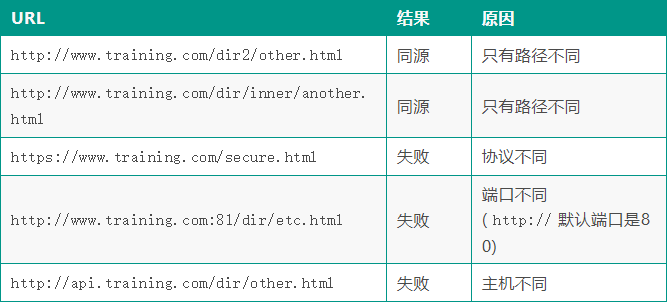 URL 结果 原因
http://www.training.com/dir2/other.html 同源 只有路径不同
http://www.training.com/dir/inner/another.
html 同源 只有路径不同
https://www.training.com/secure.html 失败 协议不同
http://www.training.com:81/dir/etc.html 失败 端口不同
( http:// 默认端口是8
0)
http://api.training.com/dir/other.html 失败 主机不同